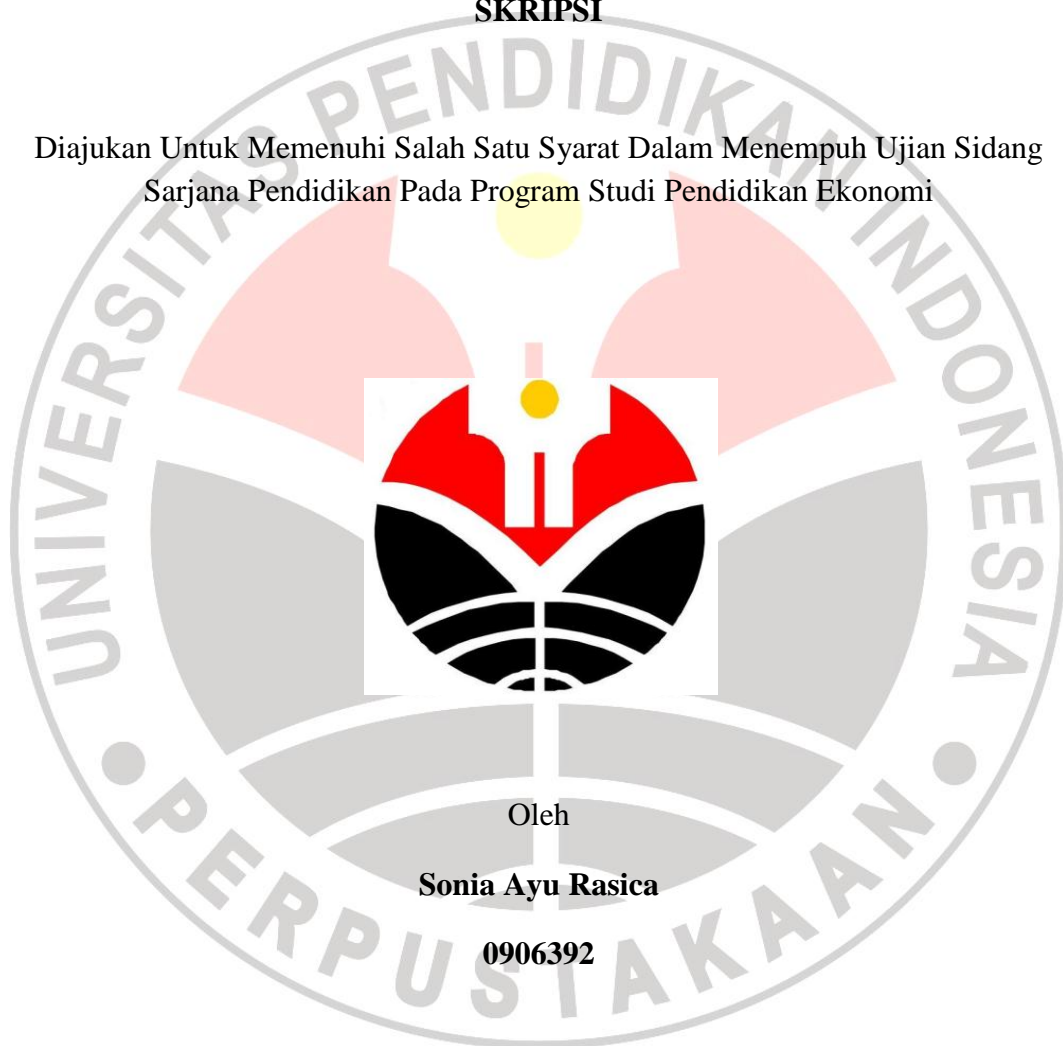 SKRIPSI
Diajukan Untuk Memenuhi Salah Satu Syarat Dalam Menempuh Ujian Sidang
Sarjana Pendidikan Pada Program Studi Pendidikan Ekonomi
UNIVERSITAS PENDIDIKAN INDONESIA
Oleh
Sonia Ayu Rasica
0906392
PERPUSTAKAAN